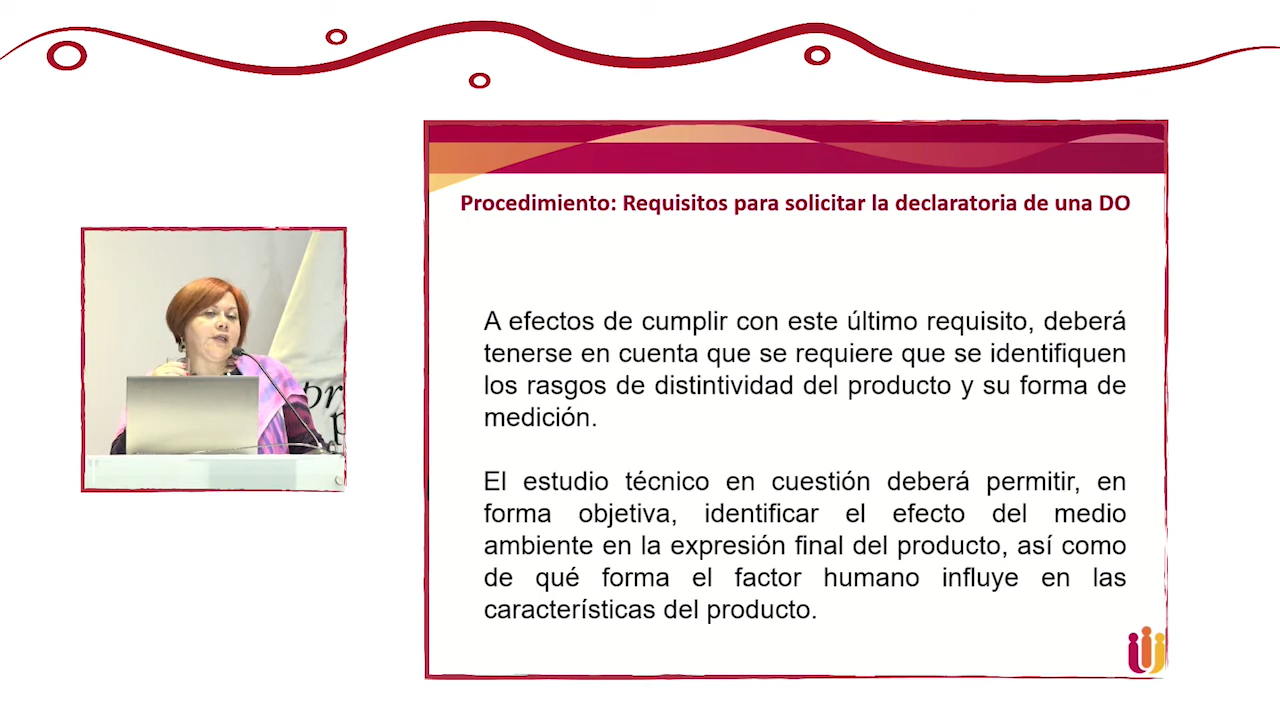 Procedimiento: Requisitos para solicitar la declaratoria de una DO
A efectos de cumplir con este último requisito, deberá
tenerse en cuenta que se requiere que se identifiquen
los rasgos de distintividad del producto y su forma de
medición.
El estudio técnico en cuestión deberá permitir, en
forma objetiva, identificar el efecto del medio
ambiente en la expresión final del producto, así como
de qué forma el factor humano influye en las
características del producto.